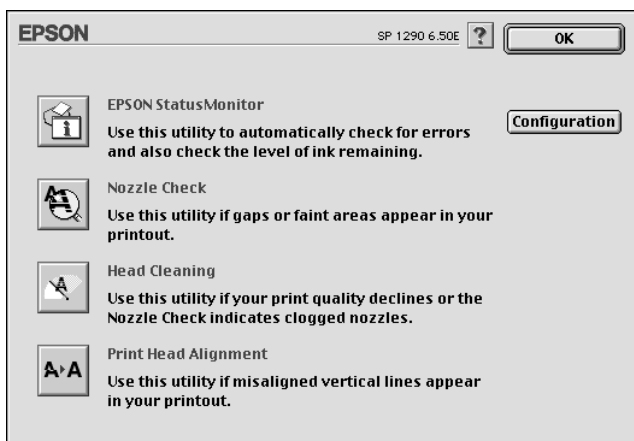 EPSON
SP 1290 6.50E
?
OK
EPSON StatusMonitor
Use this utility to automatically check for errors
and also check the level of ink remaining.
Configuration
Nozzle Check
Use this utility if gaps or faint areas appear in your
printout.
Head Cleaning
Use this utility if your print quality declines or the
Nozzle Check indicates clogged nozzles.
A▸A
Print Head Alignment
Use this utility if misaligned vertical lines appear
in your printout.